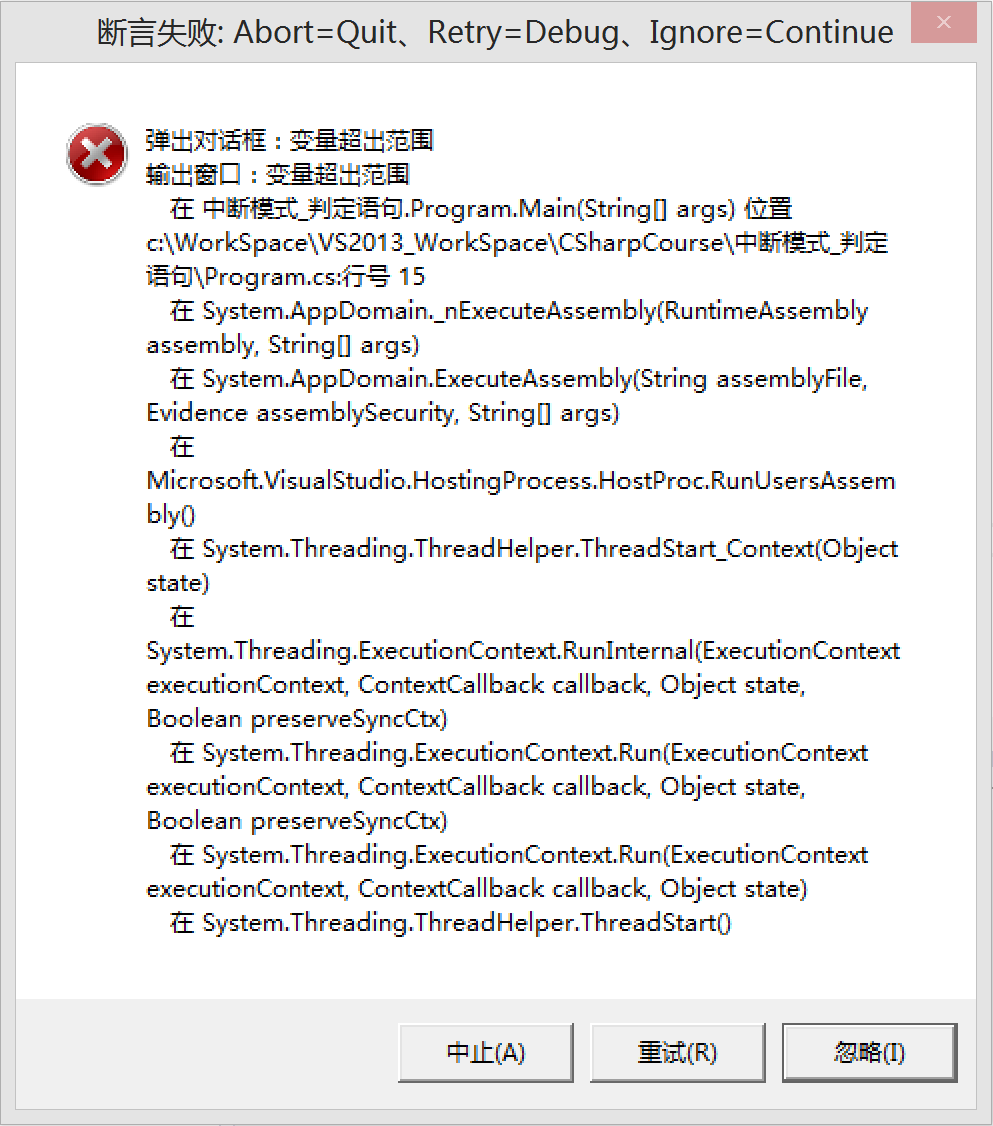 断言失败: Abort=Quit、Retry=Debug、Ignore=Continue
弹出对话框：变量超出范围
输出窗口：变量超出范围
在 中断模式_判定语句.Program.Main(String[] args) 位置
c:\WorkSpace\VS2013_WorkSpace\CSharpCourse\中断模式_判定
语句\Program.cs:行号 15
在 System.AppDomain._nExecuteAssembly(RuntimeAssembly
assembly, String[] args)
在 System.AppDomain.ExecuteAssembly(String assemblyFile,
Evidence assemblySecurity, String[] args)
在
Microsoft.VisualStudio.HostingProcess.HostProc.RunUsersAssem
bly()
在 System.Threading.ThreadHelper.ThreadStart_Context(Object
state)
在
System.Threading.ExecutionContext.RunInternal(ExecutionContext
executionContext, ContextCallback callback, Object state,
Boolean preserveSyncCtx)
在 System.Threading.ExecutionContext.Run(ExecutionContext
executionContext, ContextCallback callback, Object state,
Boolean preserveSyncCtx)
在 System.Threading.ExecutionContext.Run(ExecutionContext
executionContext, ContextCallback callback, Object state)
在 System.Threading.ThreadHelper.ThreadStart()
中止(A)
重试(R)
忽略(I)